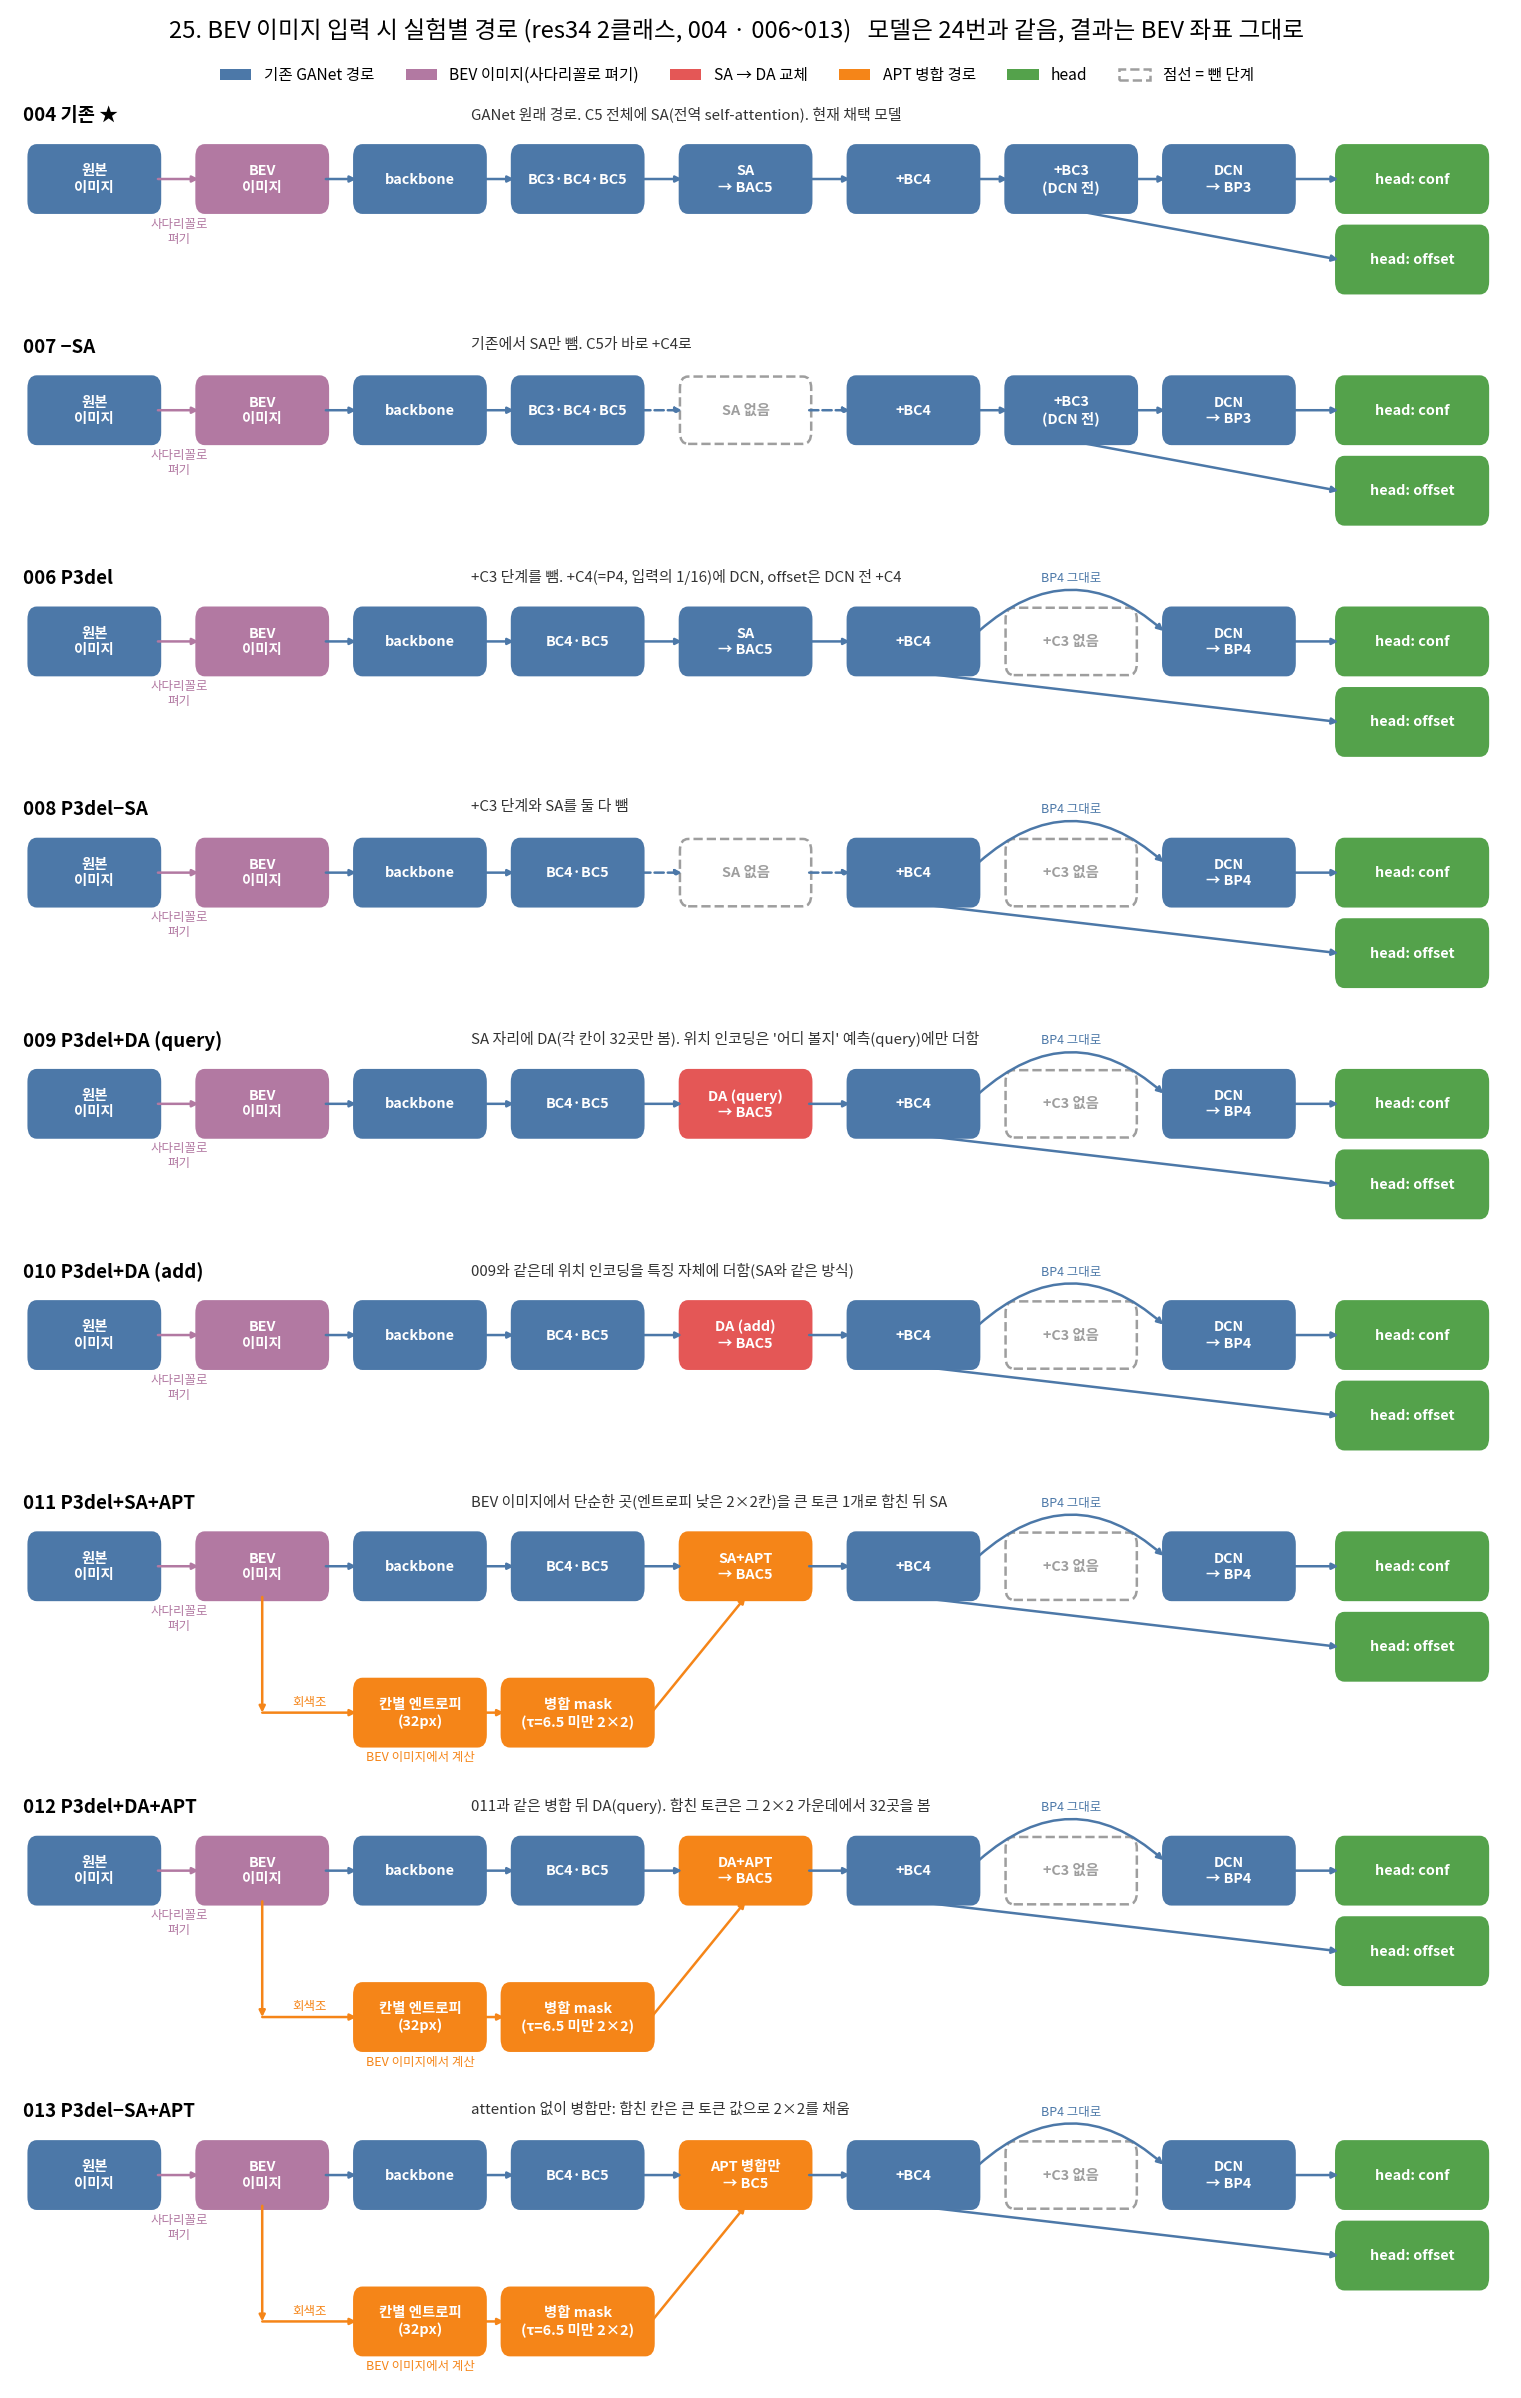 25. BEV 이미지 입력 시 실험별 경로 (res34 2클래스, 004 · 006~013)   모델은 24번과 같음, 결과는 BEV 좌표 그대로
기존 GANet 경로
BEV 이미지(사다리꼴로 펴기)
SA → DA 교체
APT 병합 경로
head
점선 = 뺀 단계
004 기존 ★
GANet 원래 경로. C5 전체에 SA(전역 self-attention). 현재 채택 모델
원본
이미지
사다리꼴로
펴기
BEV
이미지
backbone
BC3·BC4·BC5
SA
→ BAC5
+BC4
+BC3
(DCN 전)
DCN
→ BP3
head: conf
head: offset
007 −SA
기존에서 SA만 뺌. C5가 바로 +C4로
원본
이미지
사다리꼴로
펴기
BEV
이미지
backbone
BC3·BC4·BC5
SA 없음
+BC4
+BC3
(DCN 전)
DCN
→ BP3
head: conf
head: offset
006 P3del
+C3 단계를 뺌. +C4(=P4, 입력의 1/16)에 DCN, offset은 DCN 전 +C4
원본
이미지
사다리꼴로
펴기
BEV
이미지
backbone
BC4·BC5
SA
→ BAC5
+BC4
BP4 그대로
+C3 없음
DCN
→ BP4
head: conf
head: offset
008 P3del−SA
+C3 단계와 SA를 둘 다 뺌
원본
이미지
사다리꼴로
펴기
BEV
이미지
backbone
BC4·BC5
SA 없음
+BC4
BP4 그대로
+C3 없음
DCN
→ BP4
head: conf
head: offset
009 P3del+DA (query)
SA 자리에 DA(각 칸이 32곳만 봄). 위치 인코딩은 '어디 볼지' 예측(query)에만 더함
원본
이미지
사다리꼴로
펴기
BEV
이미지
backbone
BC4·BC5
DA (query)
→ BAC5
+BC4
BP4 그대로
+C3 없음
DCN
→ BP4
head: conf
head: offset
010 P3del+DA (add)
009와 같은데 위치 인코딩을 특징 자체에 더함(SA와 같은 방식)
원본
이미지
사다리꼴로
펴기
BEV
이미지
backbone
BC4·BC5
DA (add)
→ BAC5
+BC4
BP4 그대로
+C3 없음
DCN
→ BP4
head: conf
head: offset
011 P3del+SA+APT
BEV 이미지에서 단순한 곳(엔트로피 낮은 2×2칸)을 큰 토큰 1개로 합친 뒤 SA
원본
이미지
사다리꼴로
펴기
BEV
이미지
backbone
BC4·BC5
SA+APT
→ BAC5
+BC4
BP4 그대로
+C3 없음
DCN
→ BP4
head: conf
head: offset
회색조
칸별 엔트로피
(32px)
BEV 이미지에서 계산
병합 mask
(τ=6.5 미만 2×2)
012 P3del+DA+APT
011과 같은 병합 뒤 DA(query). 합친 토큰은 그 2×2 가운데에서 32곳을 봄
원본
이미지
사다리꼴로
펴기
BEV
이미지
backbone
BC4·BC5
DA+APT
→ BAC5
+BC4
BP4 그대로
+C3 없음
DCN
→ BP4
head: conf
head: offset
회색조
칸별 엔트로피
(32px)
BEV 이미지에서 계산
병합 mask
(τ=6.5 미만 2×2)
013 P3del−SA+APT
attention 없이 병합만: 합친 칸은 큰 토큰 값으로 2×2를 채움
원본
이미지
사다리꼴로
펴기
BEV
이미지
backbone
BC4·BC5
APT 병합만
→ BC5
+BC4
BP4 그대로
+C3 없음
DCN
→ BP4
head: conf
head: offset
회색조
칸별 엔트로피
(32px)
BEV 이미지에서 계산
병합 mask
(τ=6.5 미만 2×2)